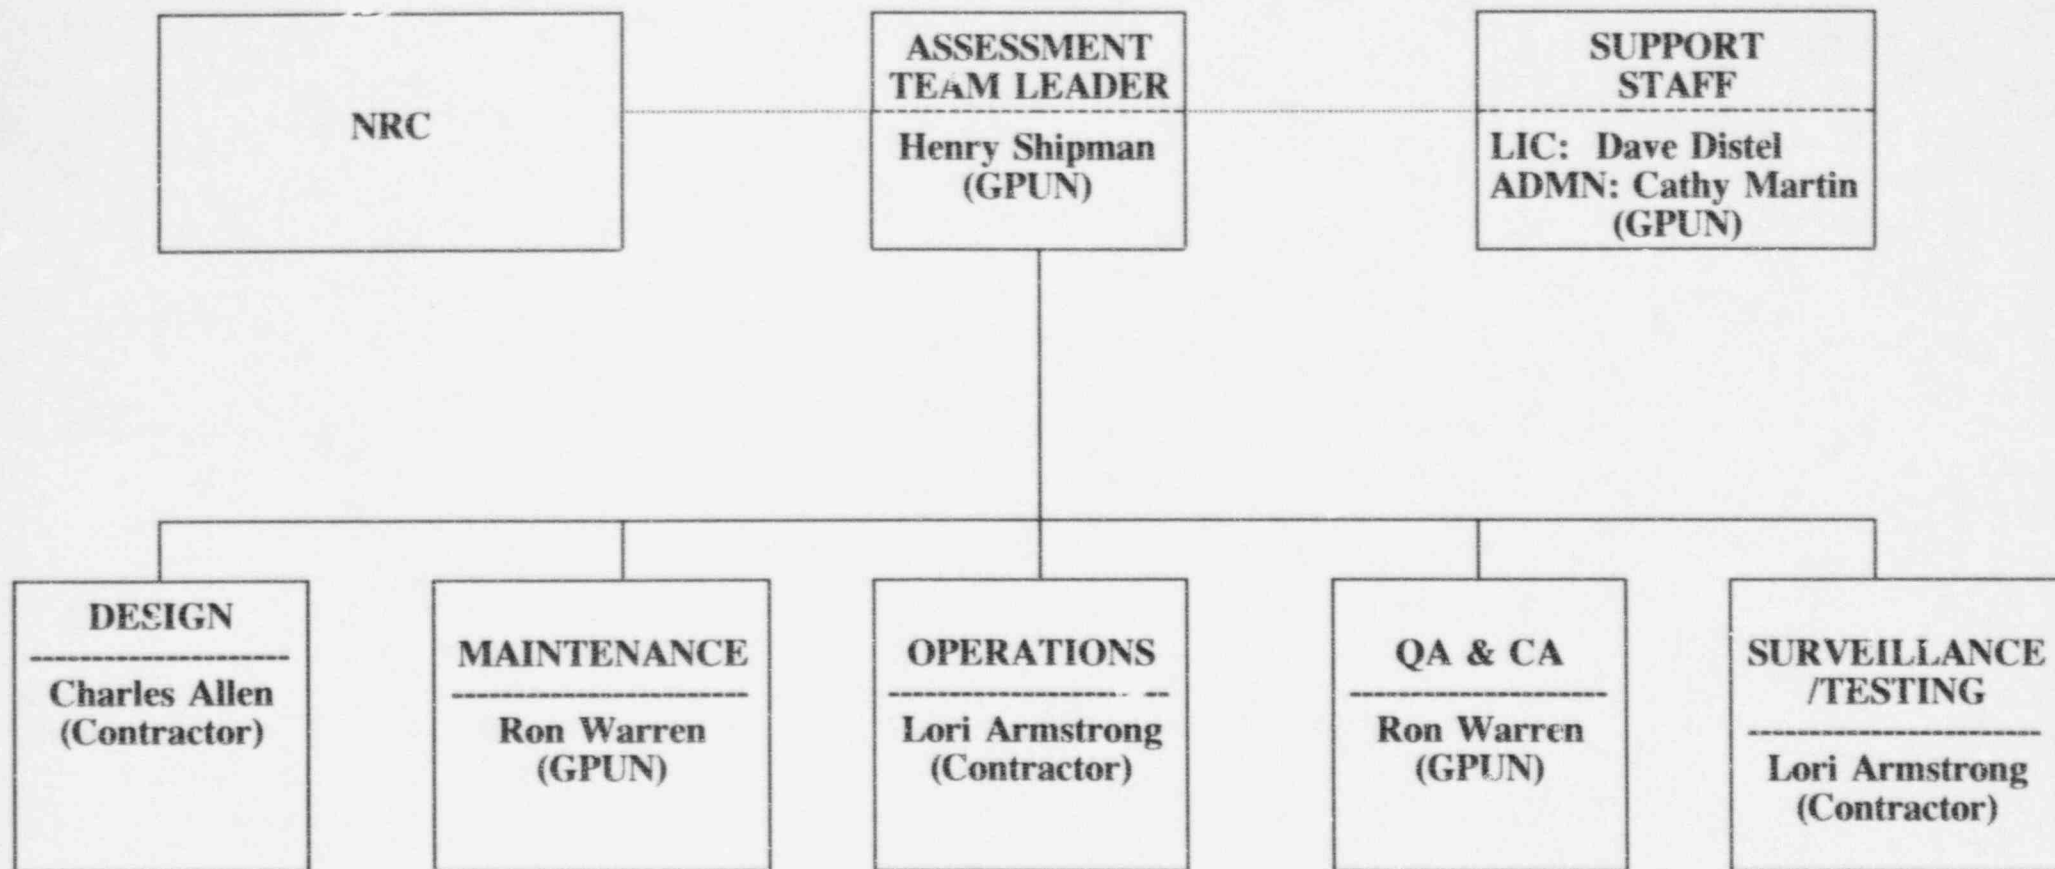 NRC
ASSESSMENT
TEAM LEADER
Henry Shipman
(GPUN)
SUPPORT
STAFF
LIC: Dave Distel
ADMN: Cathy Martin
(GPUN)
DESIGN
Charles Allen
(Contractor)
MAINTENANCE
Ron Warren
(GPUN)
OPERATIONS
Lori Armstrong
(Contractor)
QA & CA
Ron Warren
(GPUN)
SURVEILLANCE
/TESTING
Lori Armstrong
(Contractor)